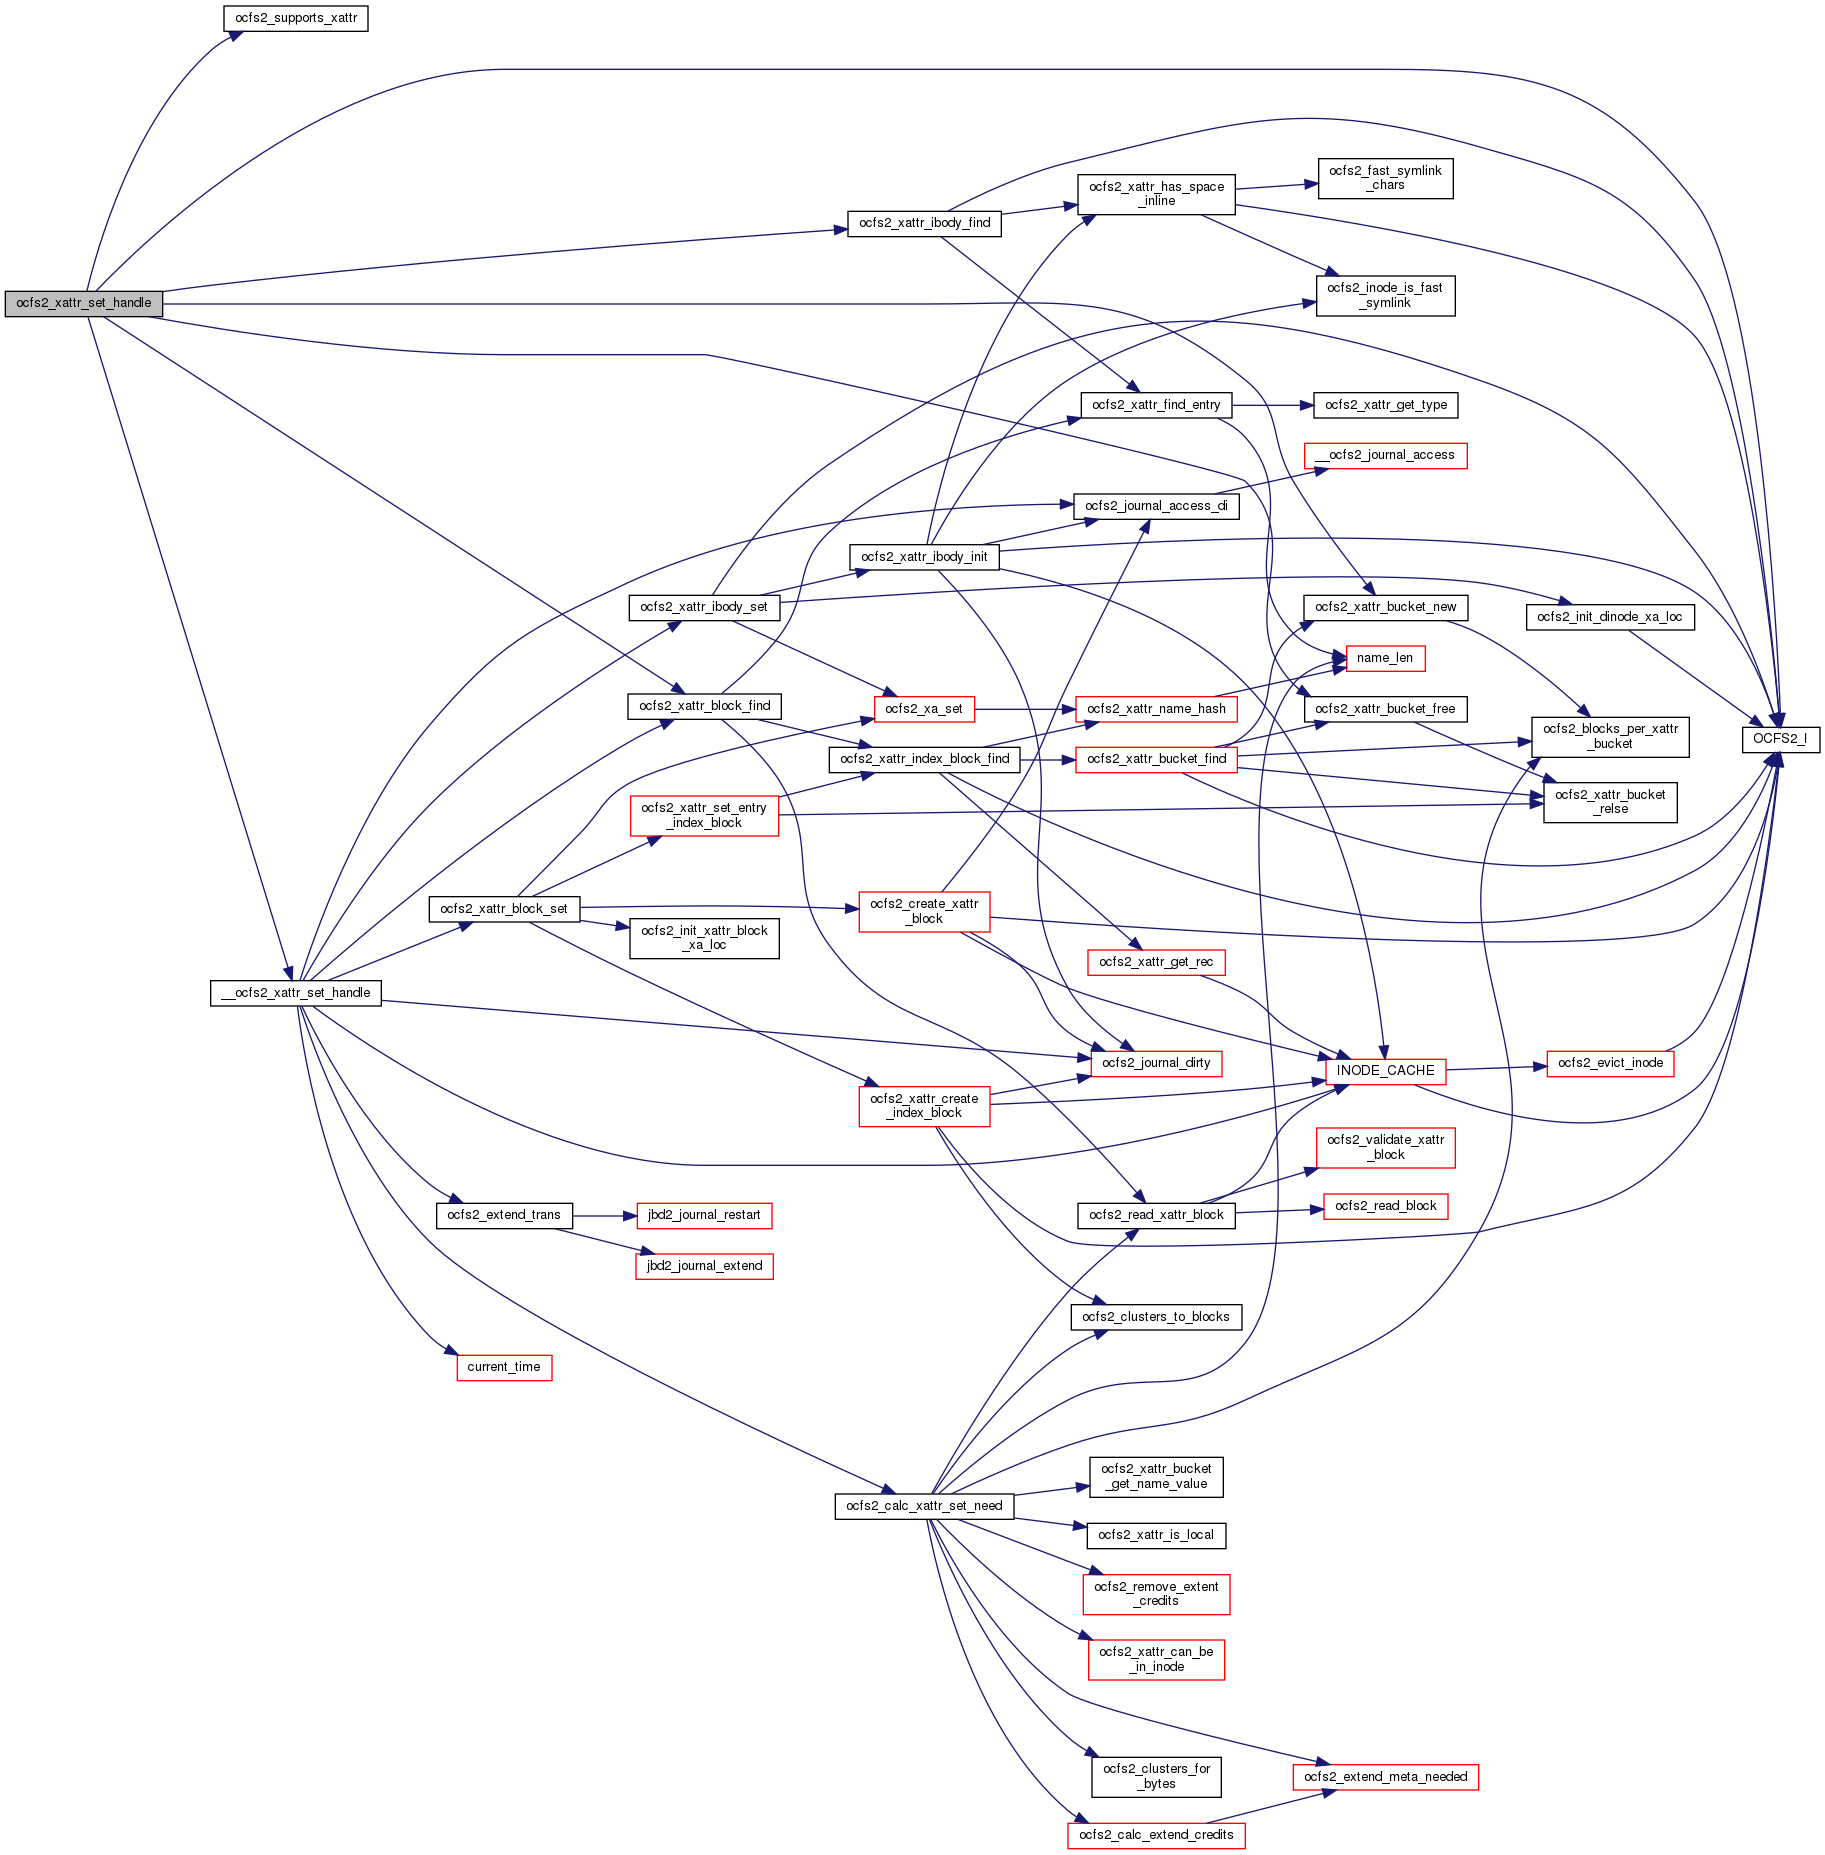 ocfs2_supports_xattr
ocfs2_fast_symlink
_chars
ocfs2_xattr_has_space
_inline
ocfs2_xattr_ibody_find
ocfs2_xattr_set_handle
ocfs2_inode_is_fast
_symlink
ocfs2_xattr_find_entry
ocfs2_xattr_get_type
__ocfs2_journal_access
ocfs2_journal_access_di
ocfs2_xattr_ibody_init
ocfs2_xattr_ibody_set
ocfs2_xattr_bucket_new
ocfs2_init_dinode_xa_loc
name_len
ocfs2_xattr_block_find
ocfs2_xa_set
ocfs2_xattr_name_hash
ocfs2_xattr_bucket_free
ocfs2_blocks_per_xattr
_bucket
OCFS2_I
ocfs2_xattr_index_block_find
ocfs2_xattr_bucket_find
ocfs2_xattr_bucket
_relse
ocfs2_xattr_set_entry
_index_block
ocfs2_xattr_block_set
ocfs2_create_xattr
_block
ocfs2_init_xattr_block
_xa_loc
ocfs2_xattr_get_rec
__ocfs2_xattr_set_handle
ocfs2_journal_dirty
INODE_CACHE
ocfs2_evict_inode
ocfs2_xattr_create
_index_block
ocfs2_validate_xattr
_block
ocfs2_extend_trans
jbd2_journal_restart
ocfs2_read_xattr_block
ocfs2_read_block
jbd2_journal_extend
ocfs2_clusters_to_blocks
current_time
ocfs2_xattr_bucket
_get_name_value
ocfs2_calc_xattr_set_need
ocfs2_xattr_is_local
ocfs2_remove_extent
_credits
ocfs2_xattr_can_be
_in_inode
ocfs2_clusters_for
_bytes
ocfs2_extend_meta_needed
ocfs2_calc_extend_credits